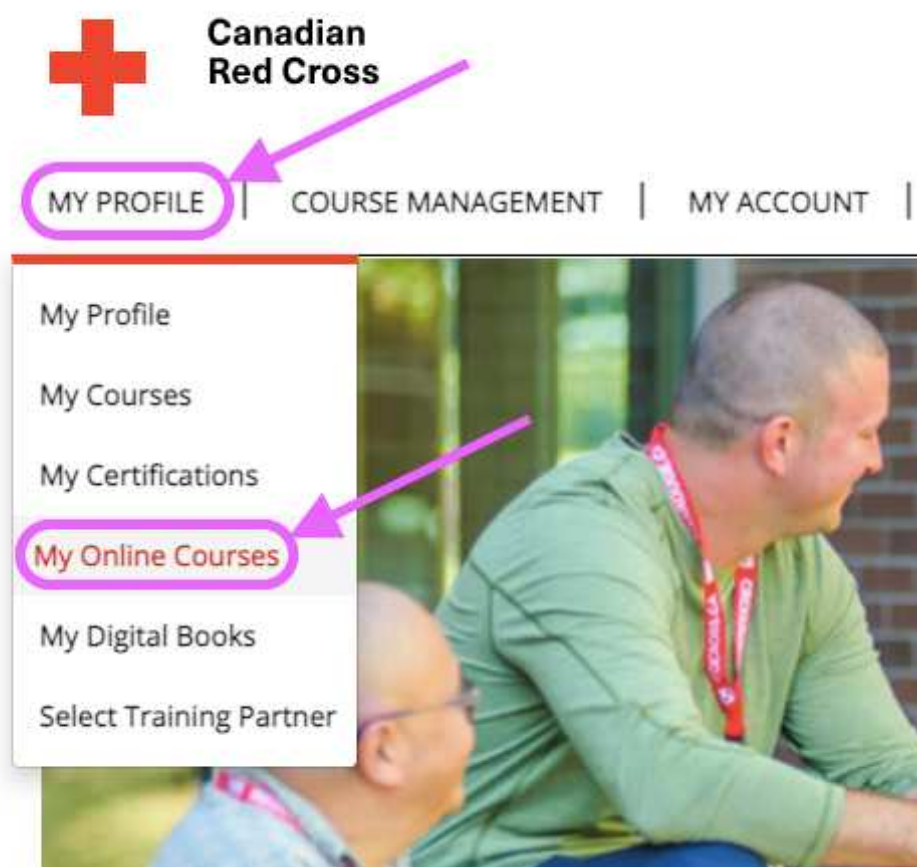 Canadian
Red Cross
MY PROFILE | COURSE MANAGEMENT | MY ACCOUNT |
My Profile
My Courses
My Certifications
My Online Courses
My Digital Books
Select Training Partner